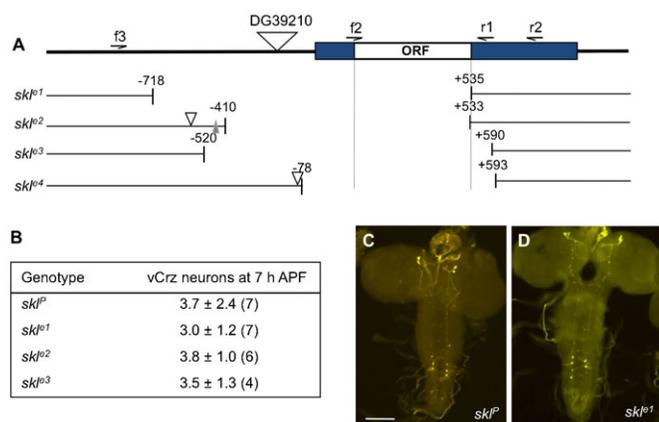 DG39210
A
f3
f2
ORF
r1
r2
skl^e1
-718
+535
skl^e2
-410
+533
skl^e3
-520
+590
skl^e4
-78
+593
B
Genotype vCrz neurons at 7 h APF
skl^P 3.7 ± 2.4 (7)
skl^e1 3.0 ± 1.2 (7)
skl^e2 3.8 ± 1.0 (6)
skl^e3 3.5 ± 1.3 (4)
C
skl^P
D
skl^e1